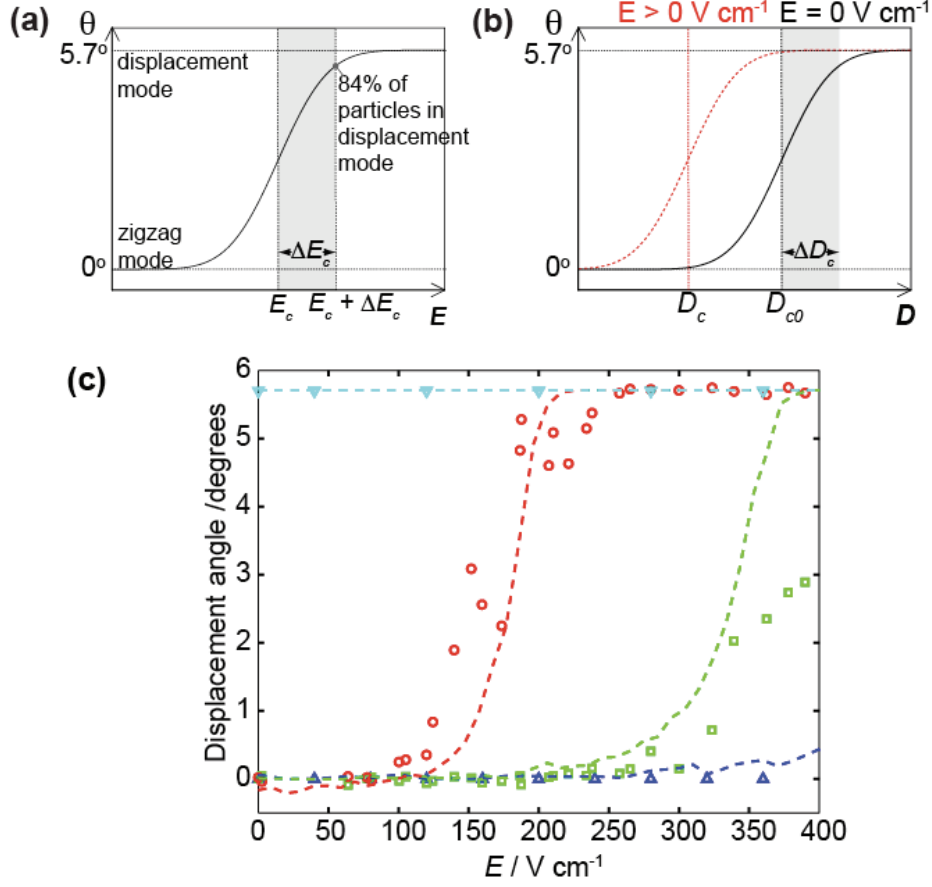 (a)
θ
5.7°
displacement
mode
84% of
particles in
displacement
mode
zigzag
mode
ΔE_c
0°
E_c
E_c + ΔE_c
E
(b)
E > 0 V cm⁻¹
E = 0 V cm⁻¹
θ
5.7°
ΔD_c
0°
D_c
D_c0
D
(c)
Displacement angle /degrees
6
5
4
3
2
1
0
0
50
100
150
200
250
300
350
400
E / V cm⁻¹